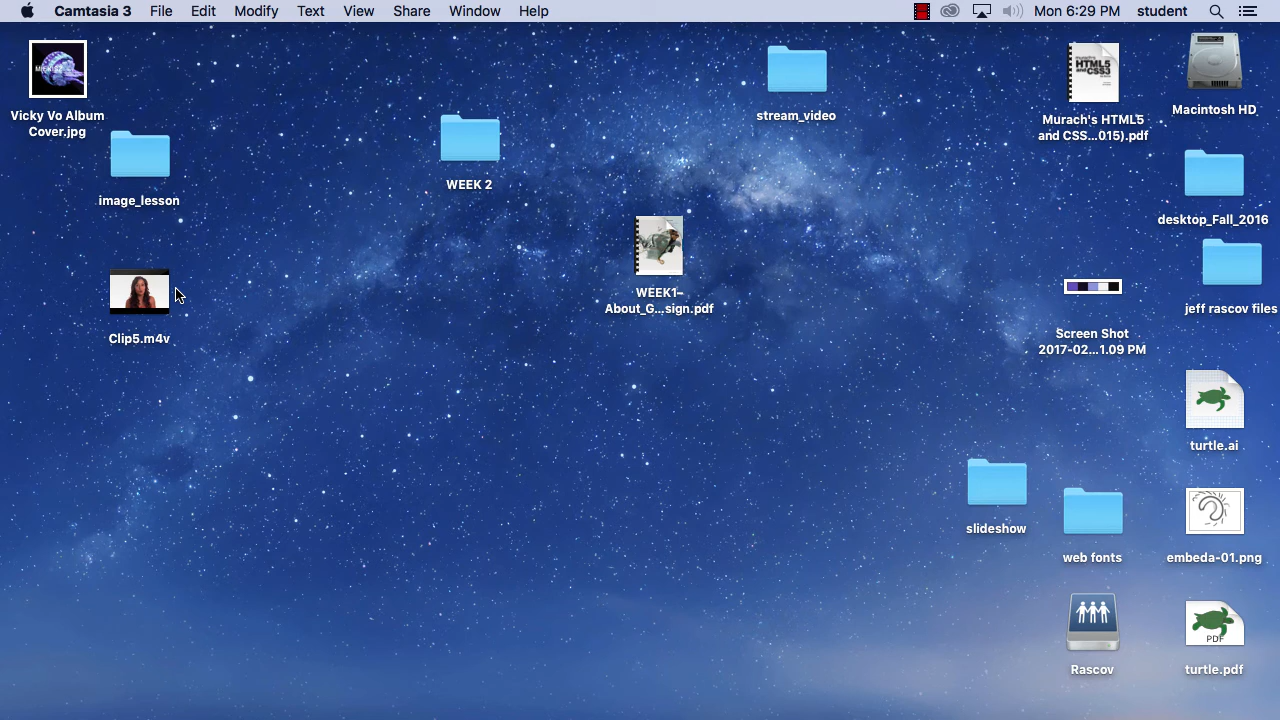 Camtasia 3 File Edit Modify Text View Share Window Help Mon 6:29 PM student
Vicky Vo Album
Cover.jpg
image_lesson
Clip5.m4v
WEEK 2
WEEK1-
About_G...sign.pdf
stream_video
HTML5
and CSS3
Murach's HTML5
and CSS...015).pdf
Macintosh HD
desktop_Fall_2016
jeff rascov files
Screen Shot
2017-02...1.09 PM
turtle.ai
slideshow
web fonts
embeda-01.png
Rascov
PDF
turtle.pdf